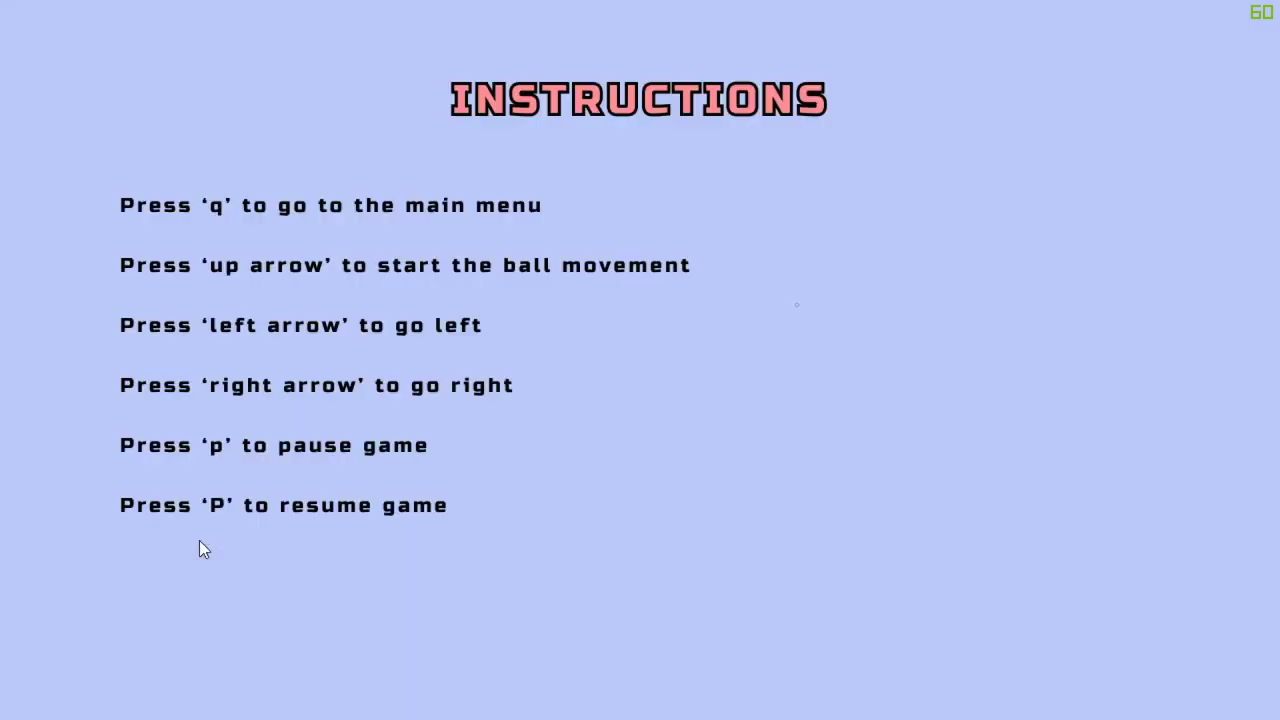 60
INSTRUCTIONS
Press ‘q’ to go to the main menu
Press ‘up arrow’ to start the ball movement
Press ‘left arrow’ to go left
Press ‘right arrow’ to go right
Press ‘p’ to pause game
Press ‘P’ to resume game